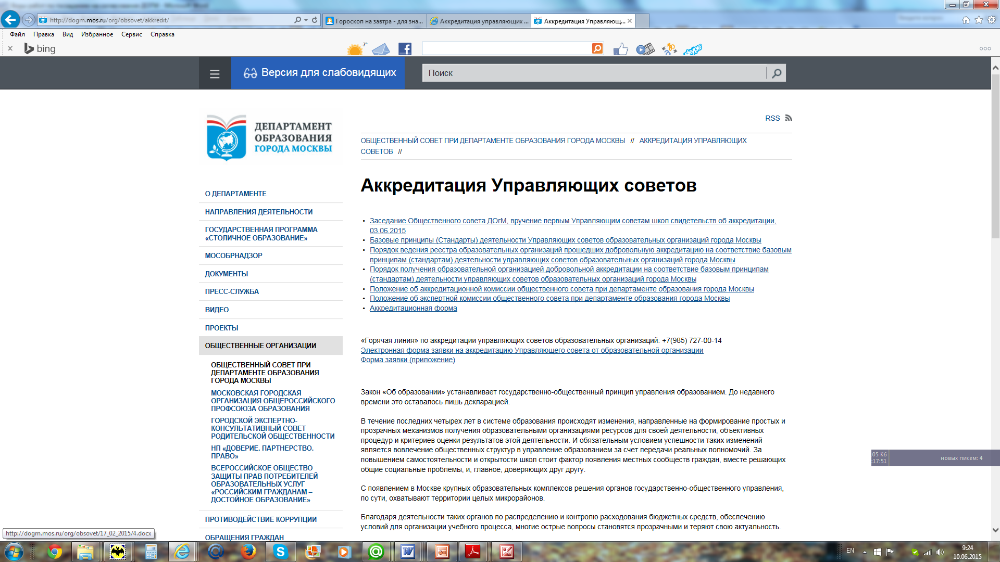 http://dogm.mos.ru/org/obsovet/akkredit/
Гороскоп на завтра - для зна...
Аккредитация управляющих ...
Аккредитация Управляющ...
Файл Правка Вид Избранное Сервис Справка
bing
-7°
Версия для слабовидящих
Поиск
ДЕПАРТАМЕНТ
ОБРАЗОВАНИЯ
ГОРОДА МОСКВЫ
RSS
ОБЩЕСТВЕННЫЙ СОВЕТ ПРИ ДЕПАРТАМЕНТЕ ОБРАЗОВАНИЯ ГОРОДА МОСКВЫ // АККРЕДИТАЦИЯ УПРАВЛЯЮЩИХ
СОВЕТОВ //
О ДЕПАРТАМЕНТЕ
НАПРАВЛЕНИЯ ДЕЯТЕЛЬНОСТИ
ГОСУДАРСТВЕННАЯ ПРОГРАММА
«СТОЛИЧНОЕ ОБРАЗОВАНИЕ»
МОСОБРНАДЗОР
ДОКУМЕНТЫ
ПРЕСС-СЛУЖБА
ВИДЕО
ПРОЕКТЫ
ОБЩЕСТВЕННЫЕ ОРГАНИЗАЦИИ
ОБЩЕСТВЕННЫЙ СОВЕТ ПРИ
ДЕПАРТАМЕНТЕ ОБРАЗОВАНИЯ
ГОРОДА МОСКВЫ
МОСКОВСКАЯ ГОРОДСКАЯ
ОРГАНИЗАЦИЯ ОБЩЕРОССИЙСКОГО
ПРОФСОЮЗА ОБРАЗОВАНИЯ
ГОРОДСКОЙ ЭКСПЕРТНО-
КОНСУЛЬТАТИВНЫЙ СОВЕТ
РОДИТЕЛЬСКОЙ ОБЩЕСТВЕННОСТИ
НП «ДОВЕРИЕ. ПАРТНЕРСТВО.
ПРАВО»
ВСЕРОССИЙСКОЕ ОБЩЕСТВО
ЗАЩИТЫ ПРАВ ПОТРЕБИТЕЛЕЙ
ОБРАЗОВАТЕЛЬНЫХ УСЛУГ
«РОССИЙСКИМ ГРАЖДАНАМ –
ДОСТОЙНОЕ ОБРАЗОВАНИЕ»
ПРОТИВОДЕЙСТВИЕ КОРРУПЦИИ
ОБРАЩЕНИЯ ГРАЖДАН
Аккредитация Управляющих советов
• Заседание Общественного совета ДОгМ, вручение первым Управляющим советам школ свидетельств об аккредитации,
03.06.2015
• Базовые принципы (Стандарты) деятельности Управляющих советов образовательных организаций города Москвы
• Порядок ведения реестра образовательных организаций прошедших добровольную аккредитацию на соответствие базовым
принципам (стандартам) деятельности управляющих советов образовательных организаций города Москвы
• Порядок получения образовательной организацией добровольной аккредитации на соответствие базовым принципам
(стандартам) деятельности управляющих советов образовательных организаций города Москвы
• Положение об аккредитационной комиссии общественного совета при департаменте образования города Москвы
• Положение об экспертной комиссии общественного совета при департаменте образования города Москвы
• Аккредитационная форма
«Горячая линия» по аккредитации управляющих советов образовательных организаций: +7(985) 727-00-14
Электронная форма заявки на аккредитацию Управляющего совета от образовательной организации
Форма заявки (приложение)
Закон «Об образовании» устанавливает государственно-общественный принцип управления образованием. До недавнего
времени это оставалось лишь декларацией.
В течение последних четырех лет в системе образования происходят изменения, направленные на формирование простых и
прозрачных механизмов получения образовательными организациями ресурсов для своей деятельности, объективных
процедур и критериев оценки результатов этой деятельности. И обязательным условием успешности таких изменений
является вовлечение общественных структур в управление образованием за счет передачи реальных полномочий. За
повышением самостоятельности и открытости школ стоит фактор появления местных сообществ граждан, вместе решающих
общие социальные проблемы, и, главное, доверяющих друг другу.
С появлением в Москве крупных образовательных комплексов решения органов государственно-общественного управления,
по сути, охватывают территории целых микрорайонов.
Благодаря деятельности таких органов по распределению и контролю расходования бюджетных средств, обеспечению
условий для организации учебного процесса, многие острые вопросы становятся прозрачными и теряют свою актуальность.
05 Кб
:17:51
новых писем: 4
http://dogm.mos.ru/org/obsovet/17_02_2015/4.docx
EN
9:24
10.06.2015